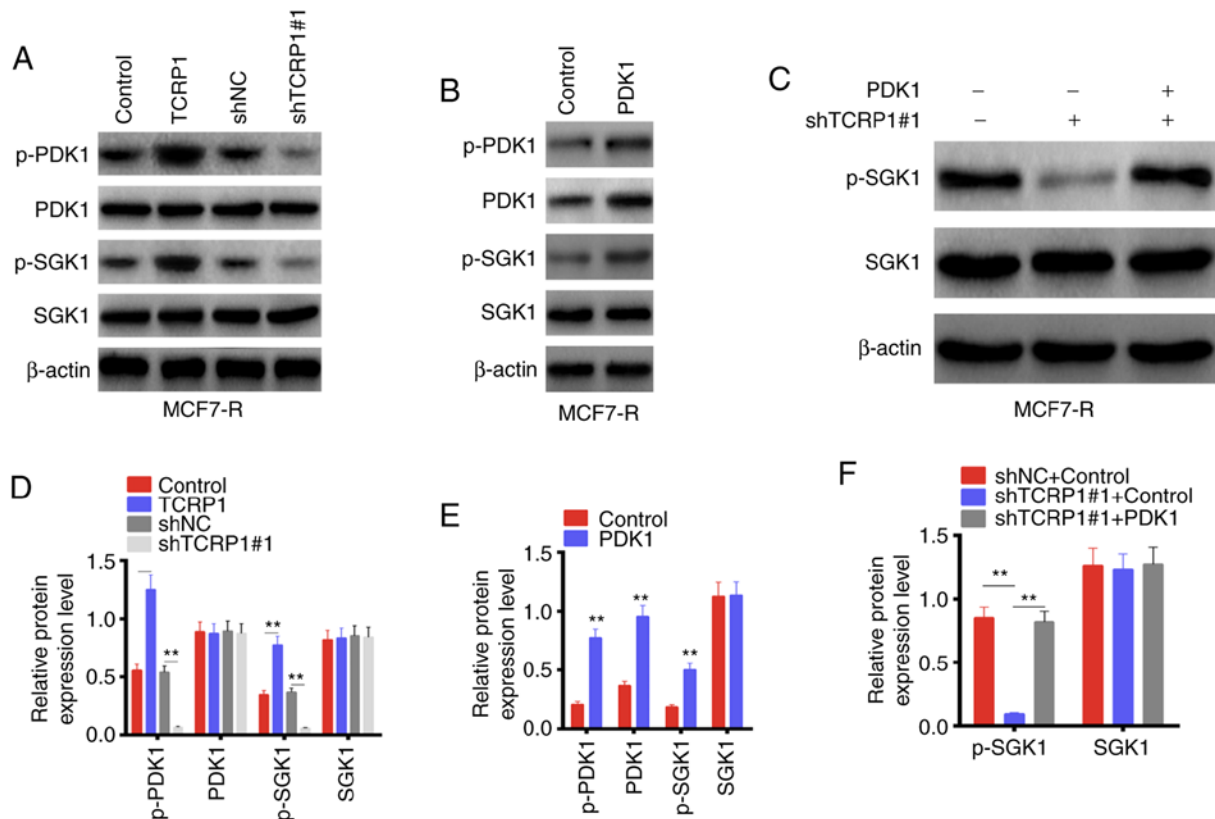 A
Control
TCRP1
shNC
shTCRP1#1
p-PDK1
PDK1
p-SGK1
SGK1
β-actin
MCF7-R
B
Control
PDK1
p-PDK1
PDK1
p-SGK1
SGK1
β-actin
MCF7-R
C
PDK1 – – +
shTCRP1#1 – + +
p-SGK1
SGK1
β-actin
MCF7-R
D
Control
TCRP1
shNC
shTCRP1#1
Relative protein
expression level
1.5
1.0
0.5
0.0
**
**
**
p-PDK1
PDK1
p-SGK1
SGK1
E
Control
PDK1
Relative protein
expression level
1.5
1.0
0.5
0.0
**
**
**
p-PDK1
PDK1
p-SGK1
SGK1
F
shNC+Control
shTCRP1#1+Control
shTCRP1#1+PDK1
Relative protein
expression level
1.5
1.0
0.5
0.0
**
**
p-SGK1
SGK1